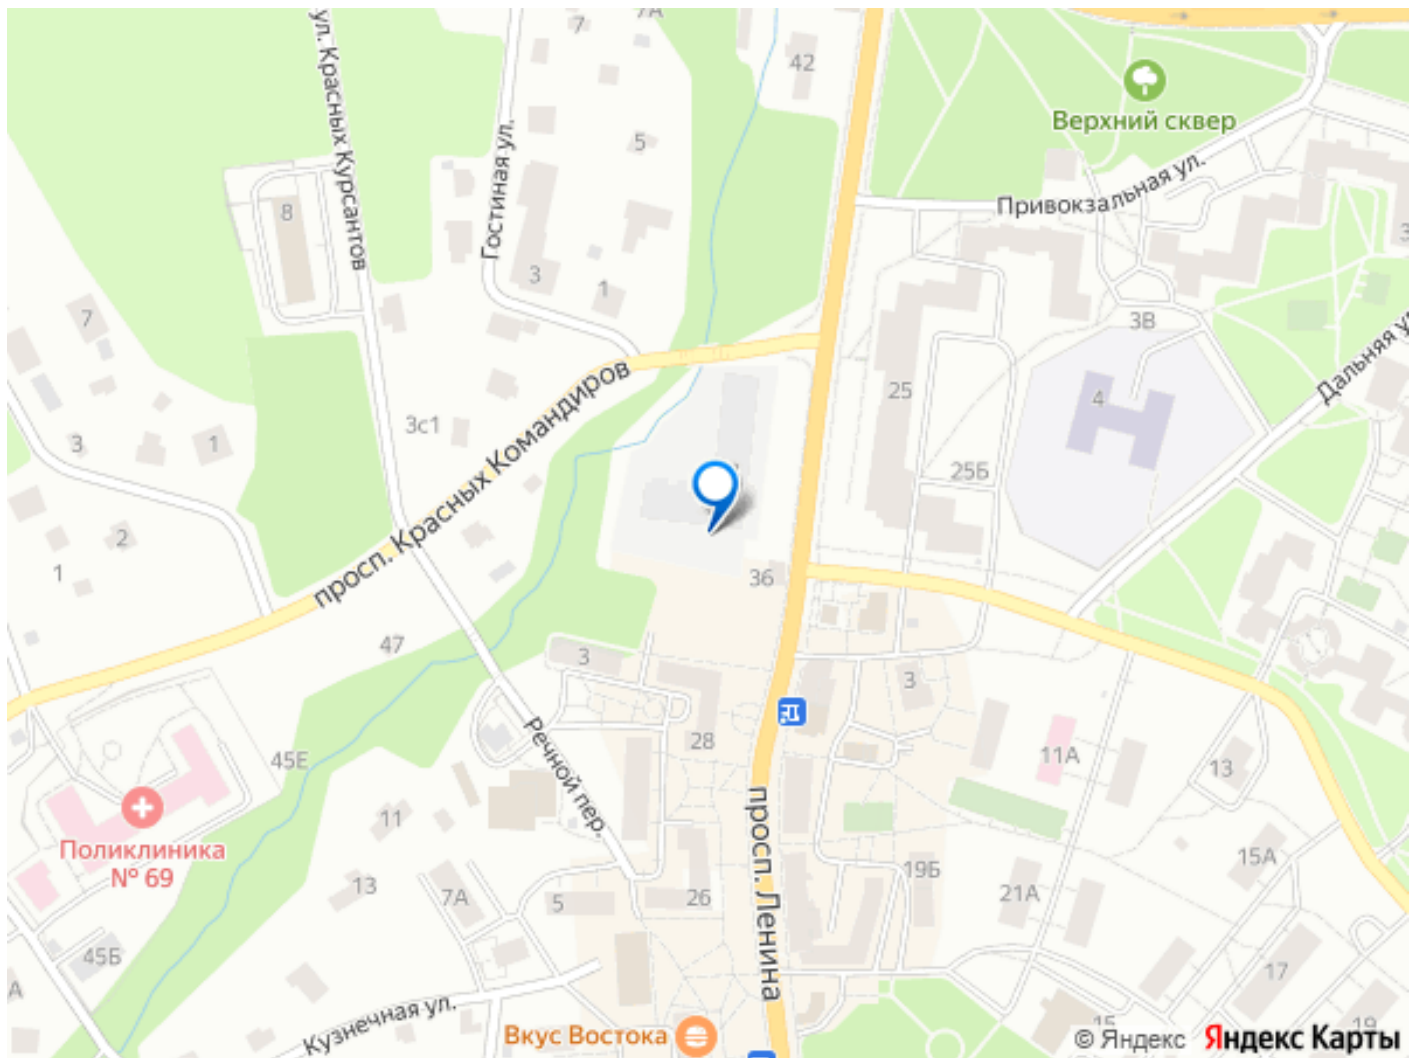 7
7А
42
Верхний сквер
ул. Красных Курсантов
5
Гостиная ул.
Привокзальная ул.
8
3
1
7
3В
Дальняя
просп. Красных Командиров
25
4
3с1
3
1
25Б
2
1
36
47
3
3
28
11А
13
45Е
Речной пер.
просп. Ленина
11
Поликлиника
№ 69
13
7А
5
26
19Б
21А
15А
45Б
17
Кузнечная ул.
Вкус Востока
15
19
© Яндекс Яндекс Карты